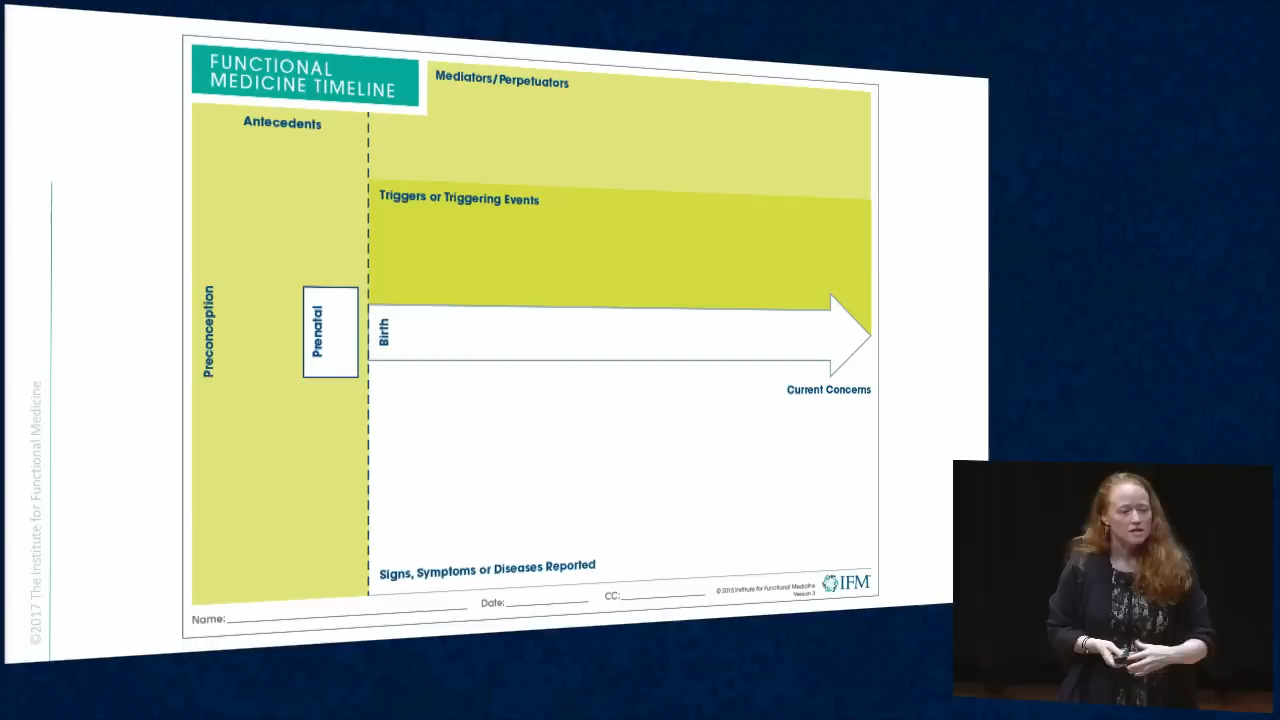 FUNCTIONAL
MEDICINE TIMELINE
Mediators/Perpetuators
Antecedents
Triggers or Triggering Events
Preconception
Prenatal
Birth
Current Concerns
Signs, Symptoms or Diseases Reported
Name:
Date:
CC:
© 2015 Institute for Functional Medicine
Version 3
IFM
©2017 The Institute for Functional Medicine